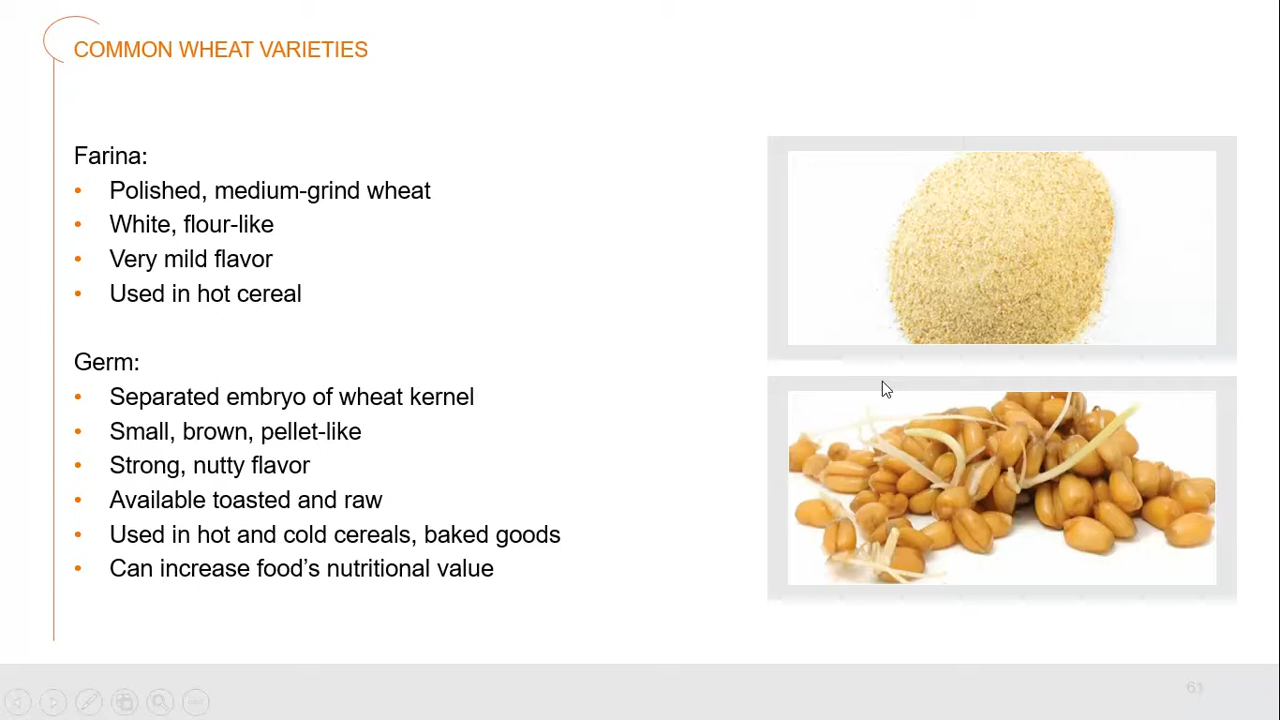 COMMON WHEAT VARIETIES
Farina:
• Polished, medium-grind wheat
• White, flour-like
• Very mild flavor
• Used in hot cereal
Germ:
• Separated embryo of wheat kernel
• Small, brown, pellet-like
• Strong, nutty flavor
• Available toasted and raw
• Used in hot and cold cereals, baked goods
• Can increase food’s nutritional value
61